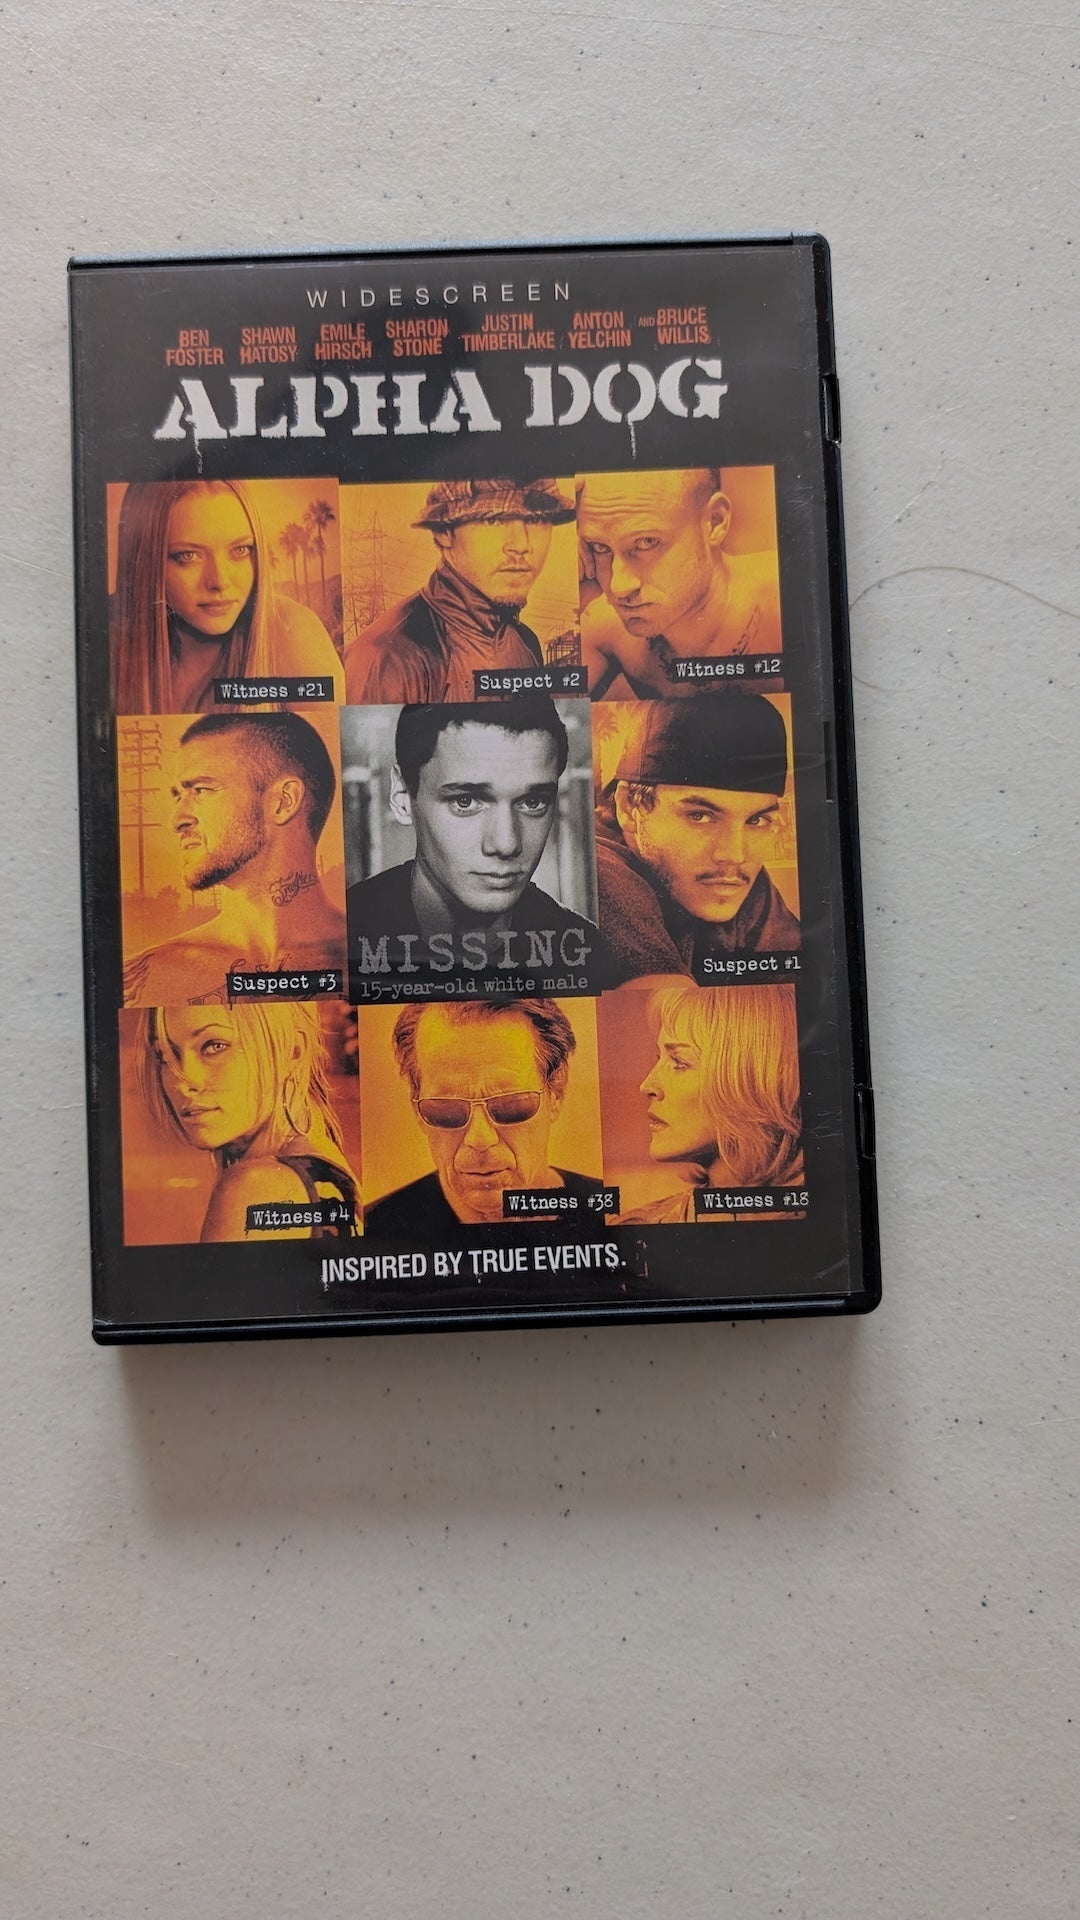 WIDESCREEN
BEN FOSTER SHAWN HATOSY EMILE HIRSCH SHARON STONE JUSTIN TIMBERLAKE ANTON YELCHIN AND BRUCE WILLIS
ALPHA DOG
Witness #21
Suspect #2
Witness #12
Suspect #3
MISSING
15-year-old white male
Suspect #1
Witness #4
Witness #38
Witness #18
INSPIRED BY TRUE EVENTS.